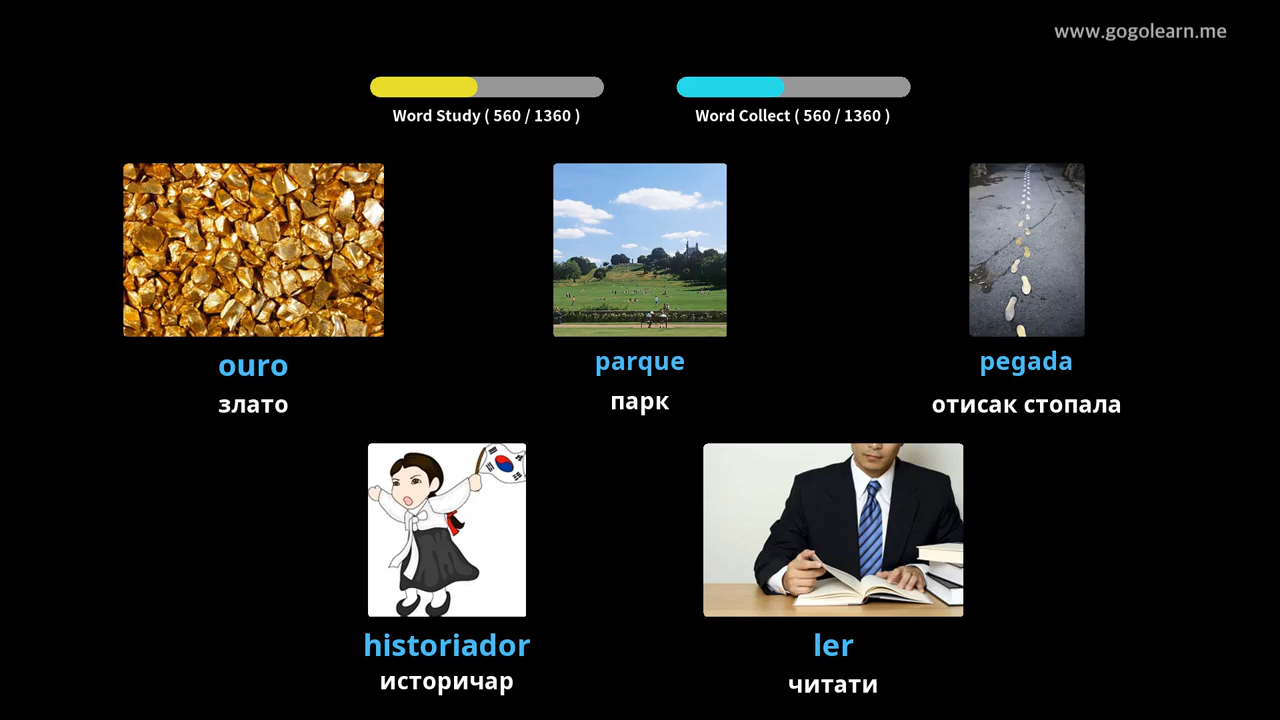 www.gogolearn.me
Word Study ( 560 / 1360 )
Word Collect ( 560 / 1360 )
ouro
злато
parque
парк
pegada
отисак стопала
historiador
историчар
ler
читати